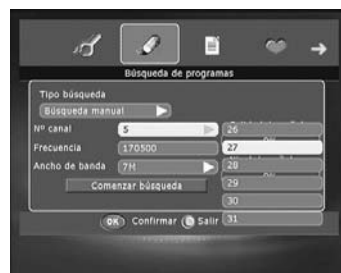 Búsqueda de programas
Tipo búsqueda
Búsqueda manual
Nº canal 5 26
Frecuencia 170500 27
Ancho de banda 7M 28
29
Comenzar búsqueda
30
OK Confirmar Salir 31